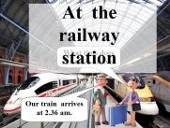 At the
railway
station
Our train arrives
at 2.36 am.